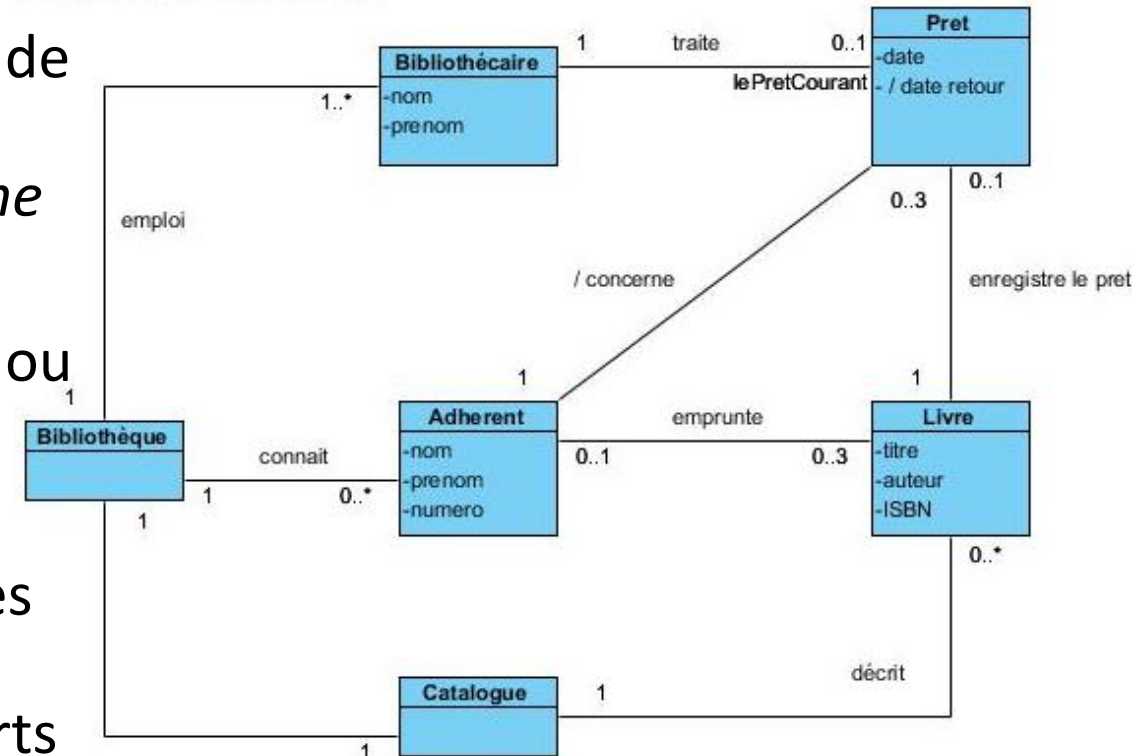 de
ne
ou
es
rts
Bibliothécaire
-nom
-prenom
1
traite
0..1
lePretCourant
Pret
-date
- / date retour
1..*
emploi
0..3
0..1
/ concerne
enregistre le pret
1
1
1
Bibliothèque
connait
1
0..*
1
Adherent
-nom
-prenom
-numero
emprunte
0..1
0..3
Livre
-titre
-auteur
-ISBN
0..*
décrit
Catalogue
1
1